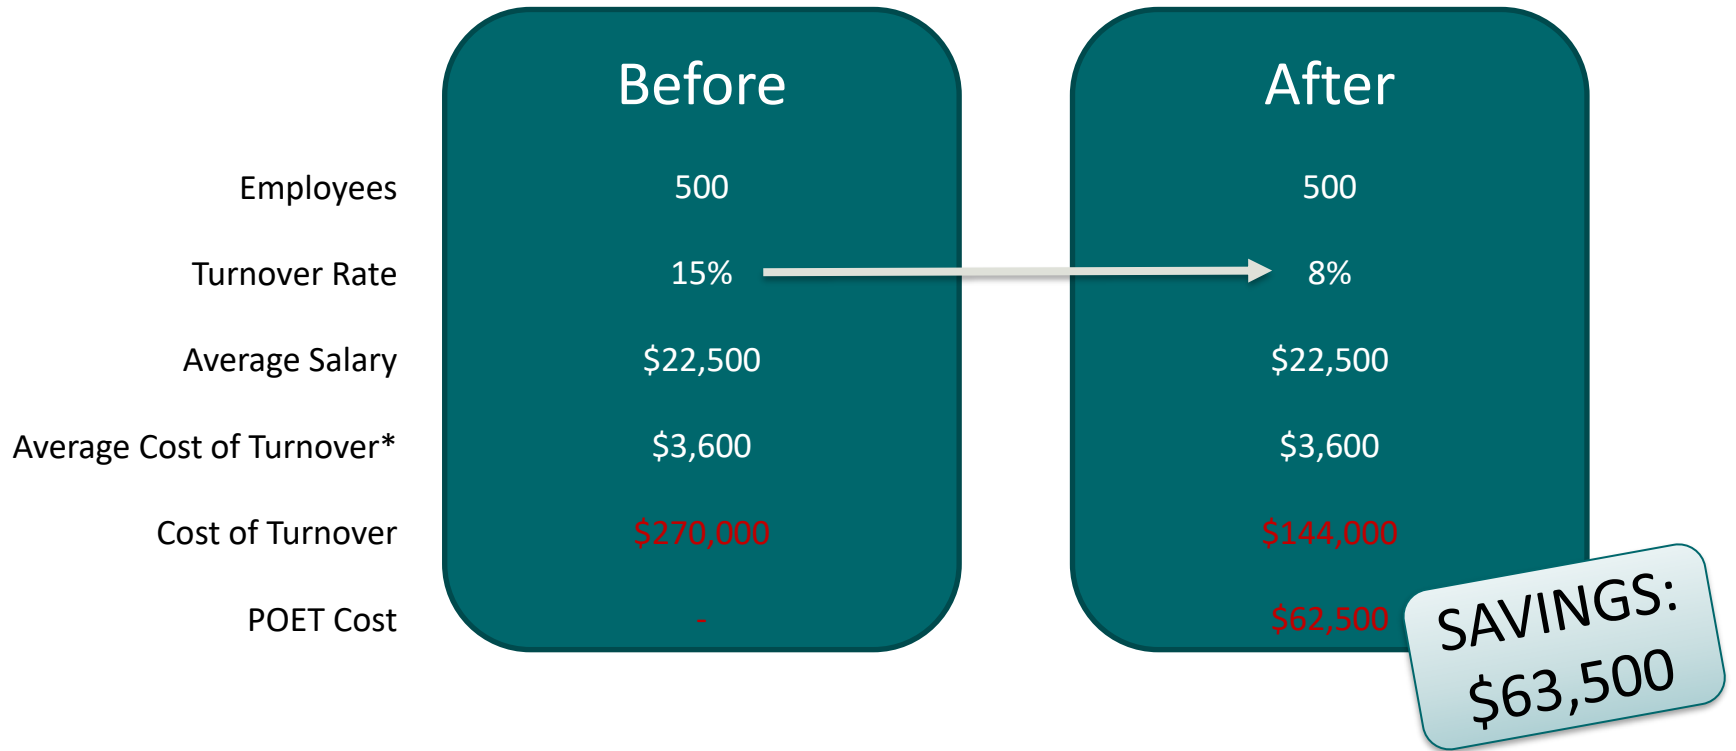 Before After
Employees 500 500
Turnover Rate 15% 8%
Average Salary $22,500 $22,500
Average Cost of Turnover* $3,600 $3,600
Cost of Turnover $270,000 $144,000
POET Cost - $62,500
SAVINGS:
$63,500